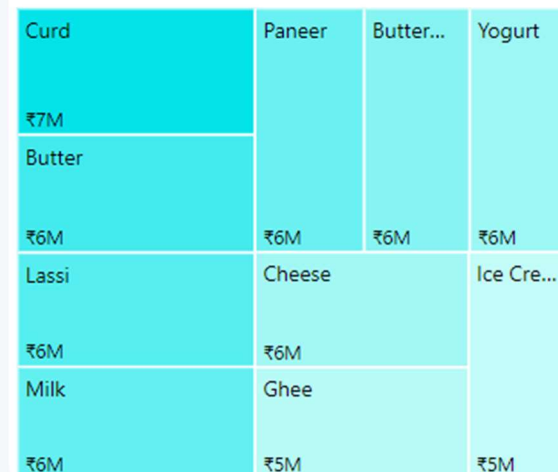 Curd
₹7M
Butter
₹6M
Lassi
₹6M
Milk
₹6M
Paneer
₹6M
Butter...
₹6M
Yogurt
₹6M
Cheese
₹6M
Ghee
₹5M
Ice Cre...
₹5M